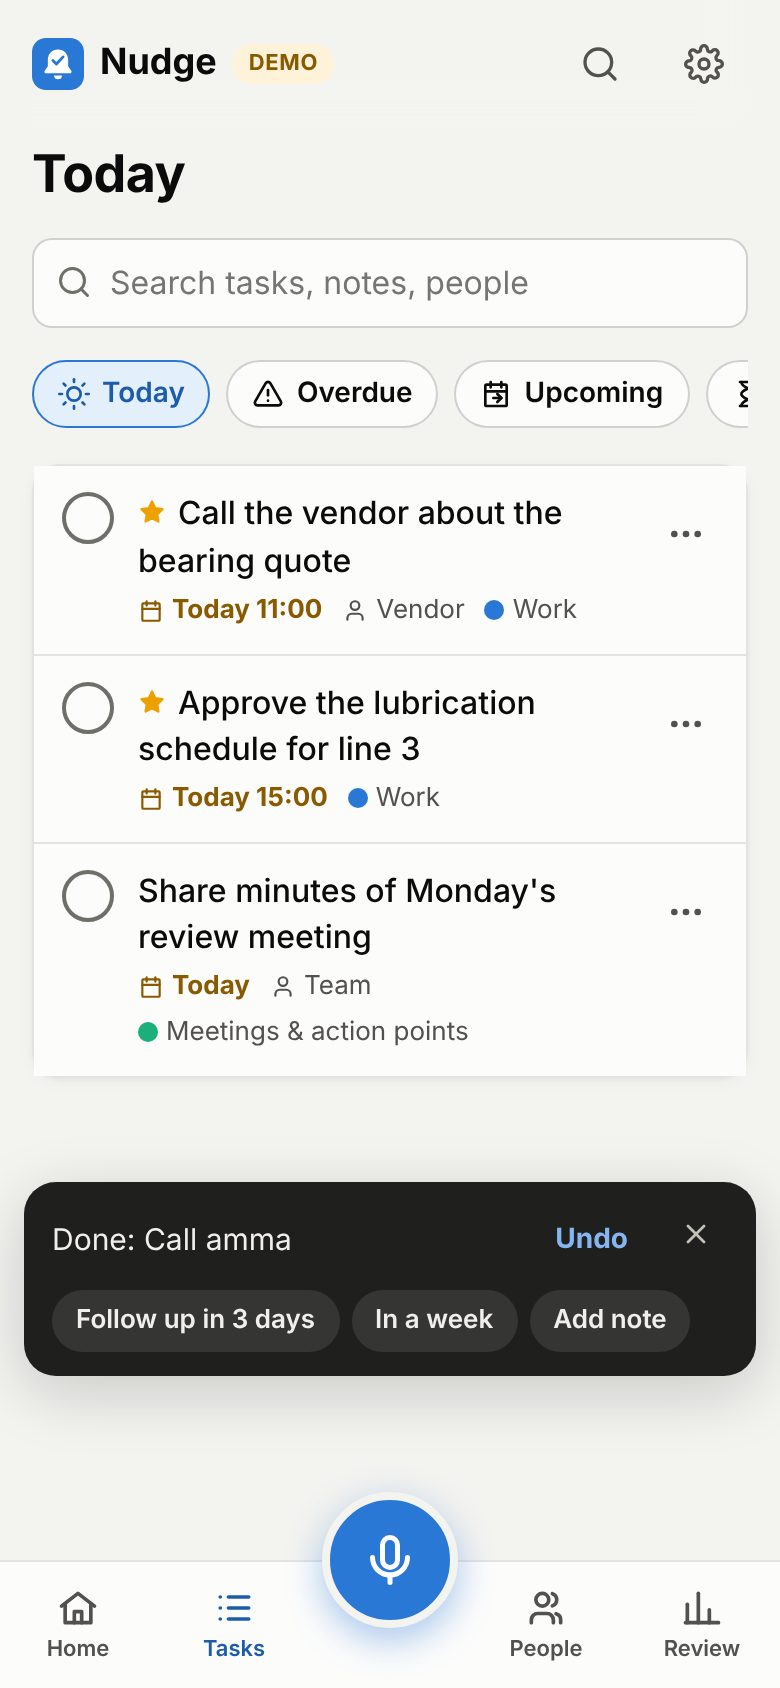 Nudge DEMO
Today
Search tasks, notes, people
Today Overdue Upcoming
Call the vendor about the
bearing quote
Today 11:00 Vendor Work
Approve the lubrication
schedule for line 3
Today 15:00 Work
Share minutes of Monday's
review meeting
Today Team
Meetings & action points
Done: Call amma Undo
Follow up in 3 days In a week Add note
Home Tasks People Review